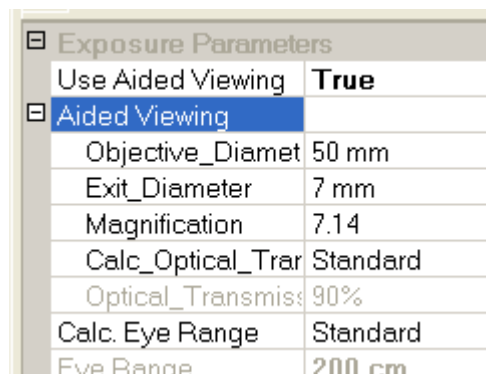 Exposure Parameters
Use Aided Viewing True
Aided Viewing
Objective_Diamet 50 mm
Exit_Diameter 7 mm
Magnification 7.14
Calc_Optical_Trar Standard
Optical_Transmis 90%
Calc. Eye Range Standard
Eye Range 200 cm